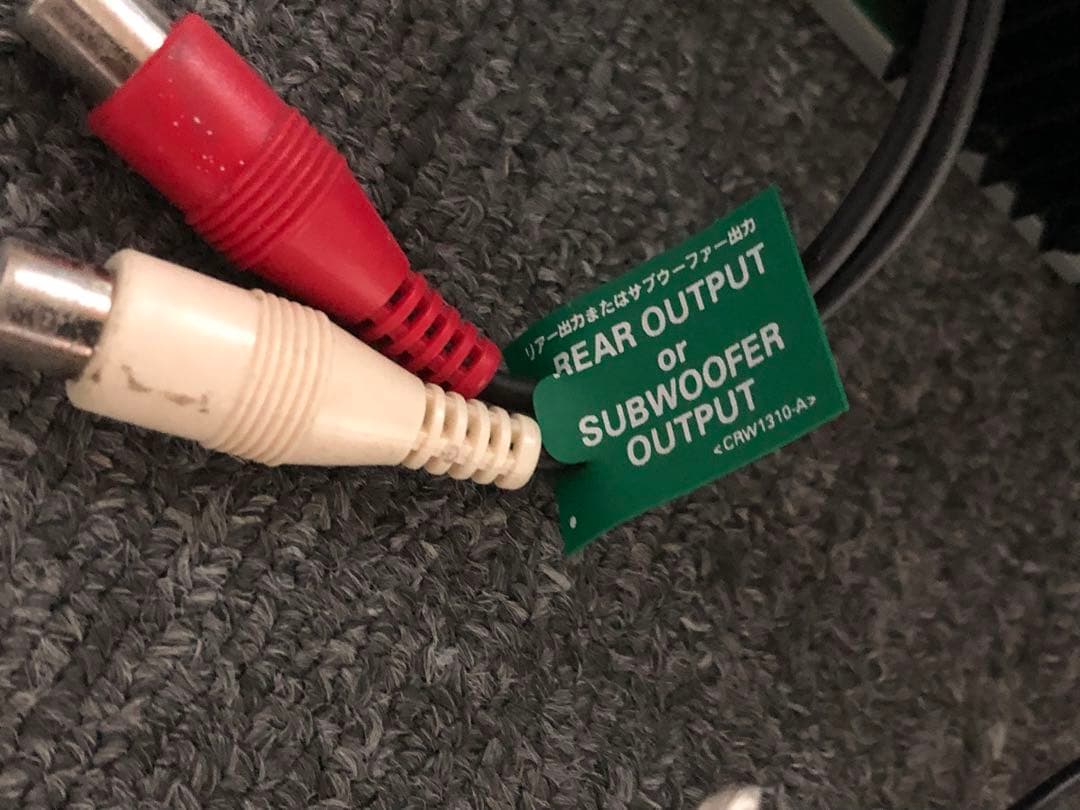 リアー出力またはサブウーファー出力
REAR OUTPUT
or
SUBWOOFER
OUTPUT
<CRW1310-A>